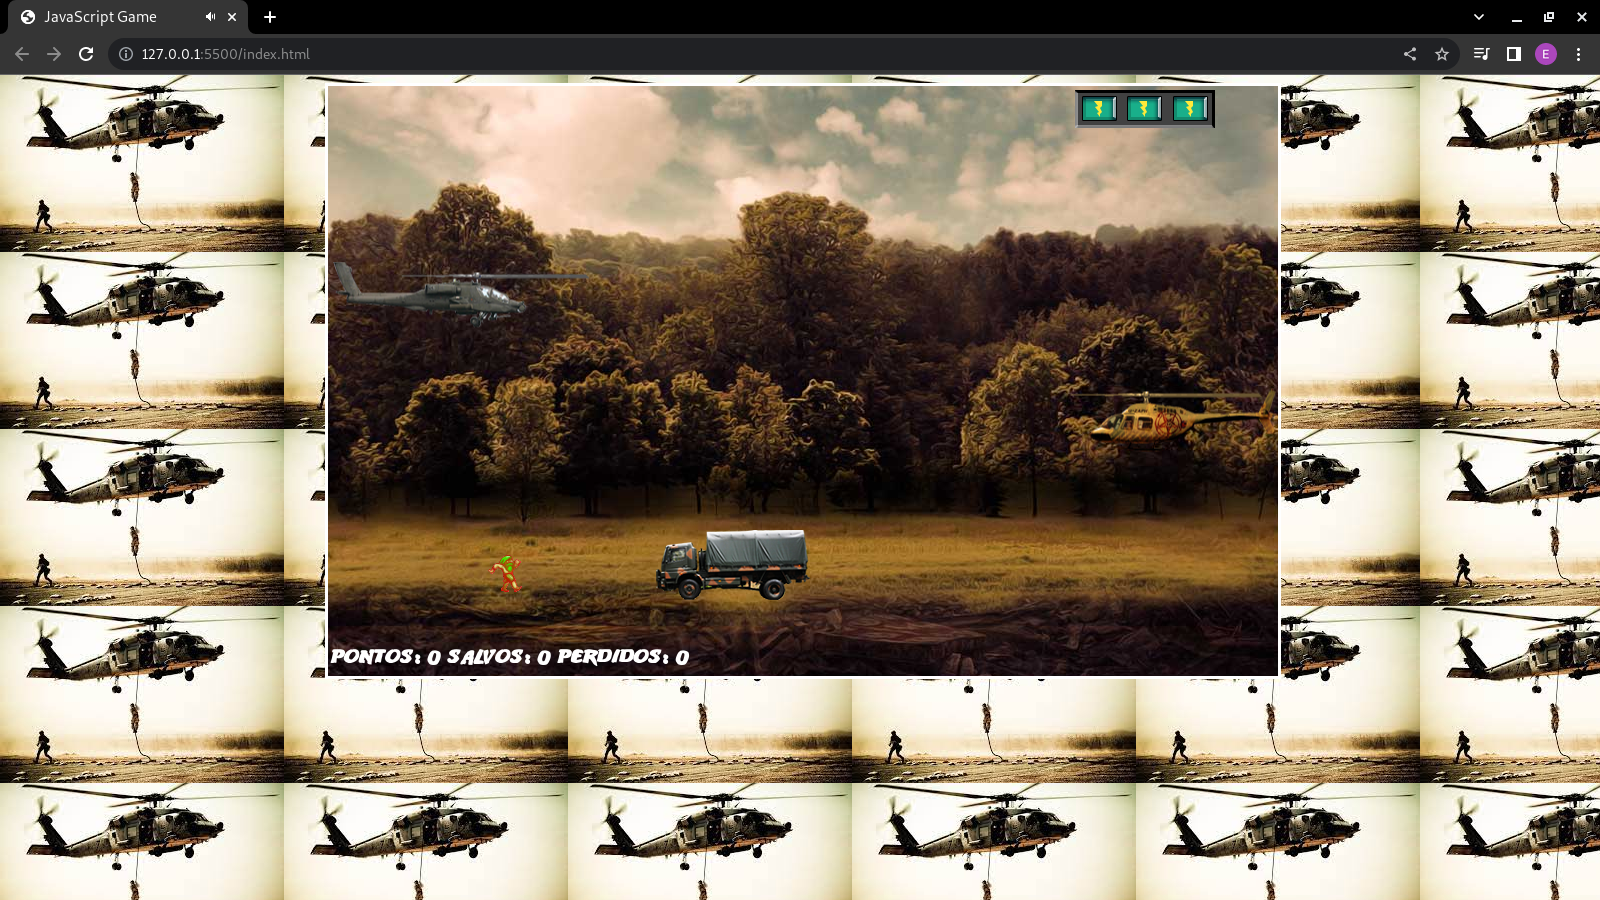 JavaScript Game
127.0.0.1:5500/index.html
E
PONTOS: 0 SALVOS: 0 PERDIDOS: 0